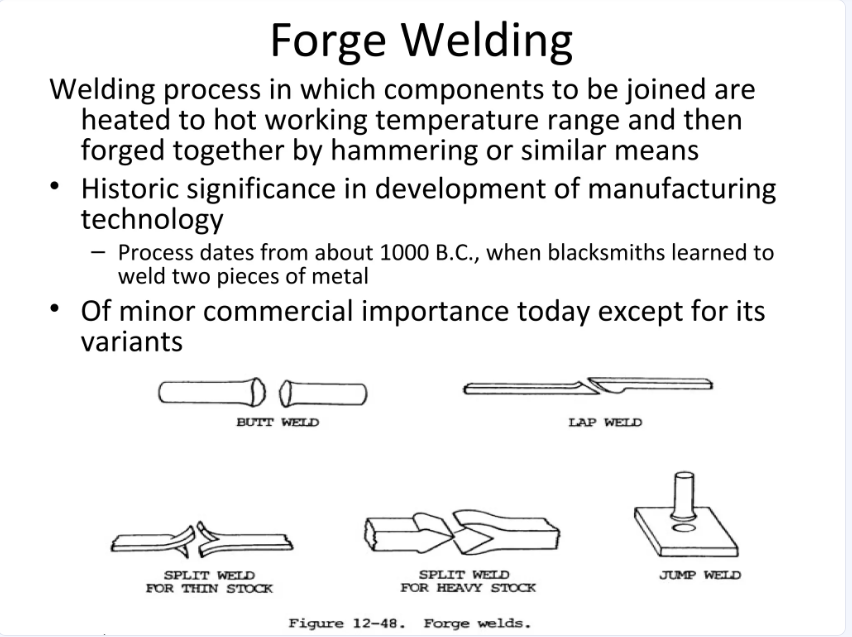 Forge Welding
Welding process in which components to be joined are
heated to hot working temperature range and then
forged together by hammering or similar means
• Historic significance in development of manufacturing
technology
– Process dates from about 1000 B.C., when blacksmiths learned to
weld two pieces of metal
• Of minor commercial importance today except for its
variants
BUTT WELD
LAP WELD
SPLIT WELD
FOR THIN STOCK
SPLIT WELD
FOR HEAVY STOCK
JUMP WELD
Figure 12-48. Forge welds.